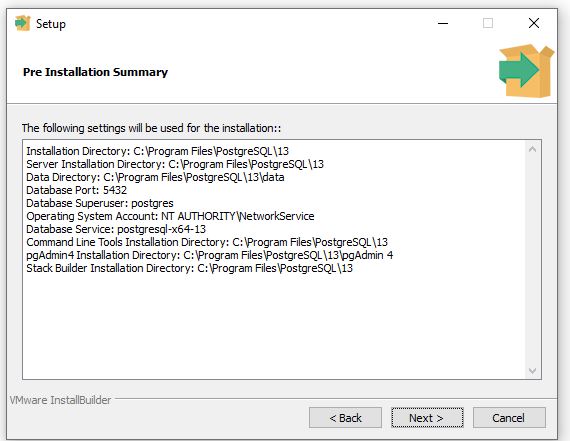 Setup
Pre Installation Summary
The following settings will be used for the installation::
Installation Directory: C:\Program Files\PostgreSQL\13
Server Installation Directory: C:\Program Files\PostgreSQL\13
Data Directory: C:\Program Files\PostgreSQL\13\data
Database Port: 5432
Database Superuser: postgres
Operating System Account: NT AUTHORITY\NetworkService
Database Service: postgresql-x64-13
Command Line Tools Installation Directory: C:\Program Files\PostgreSQL\13
pgAdmin4 Installation Directory: C:\Program Files\PostgreSQL\13\pgAdmin 4
Stack Builder Installation Directory: C:\Program Files\PostgreSQL\13
VMware InstallBuilder
< Back Next > Cancel